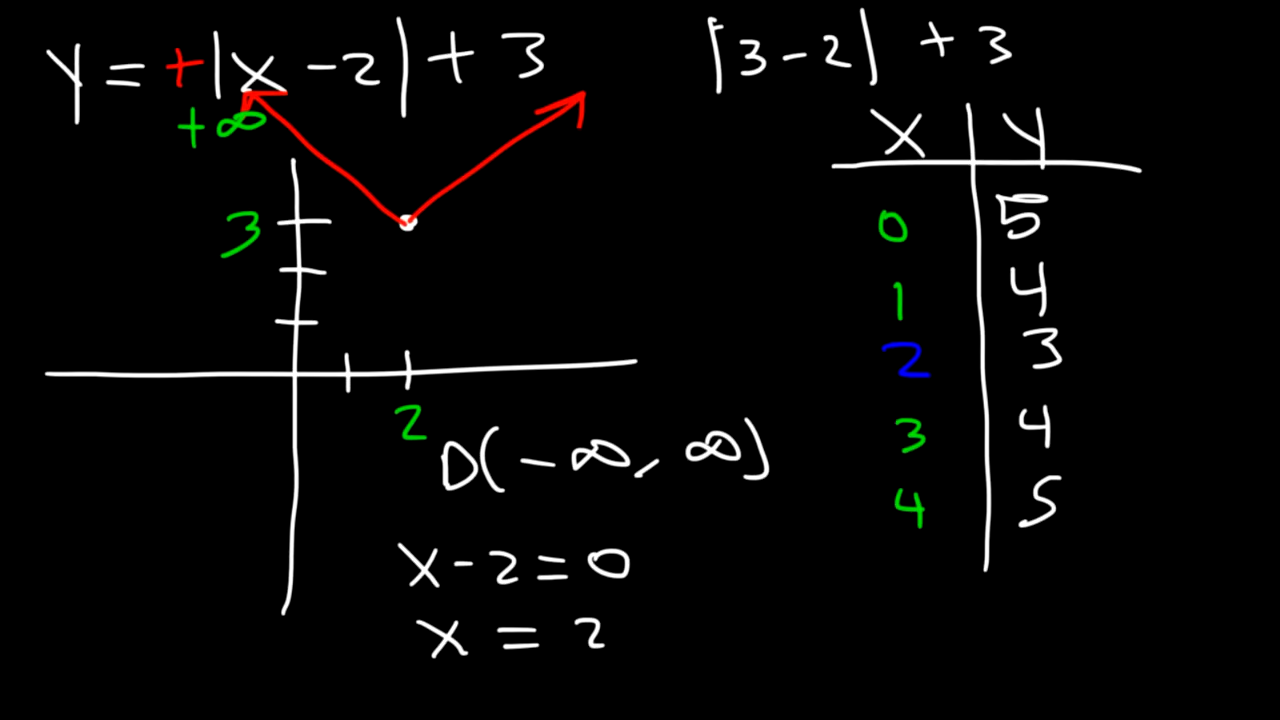 Y = +|x - 2| + 3
|3 - 2| + 3
+∞
X Y
0 5
1 4
2 3
3 4
4 5
3
2
D(-∞, ∞)
x - 2 = 0
x = 2